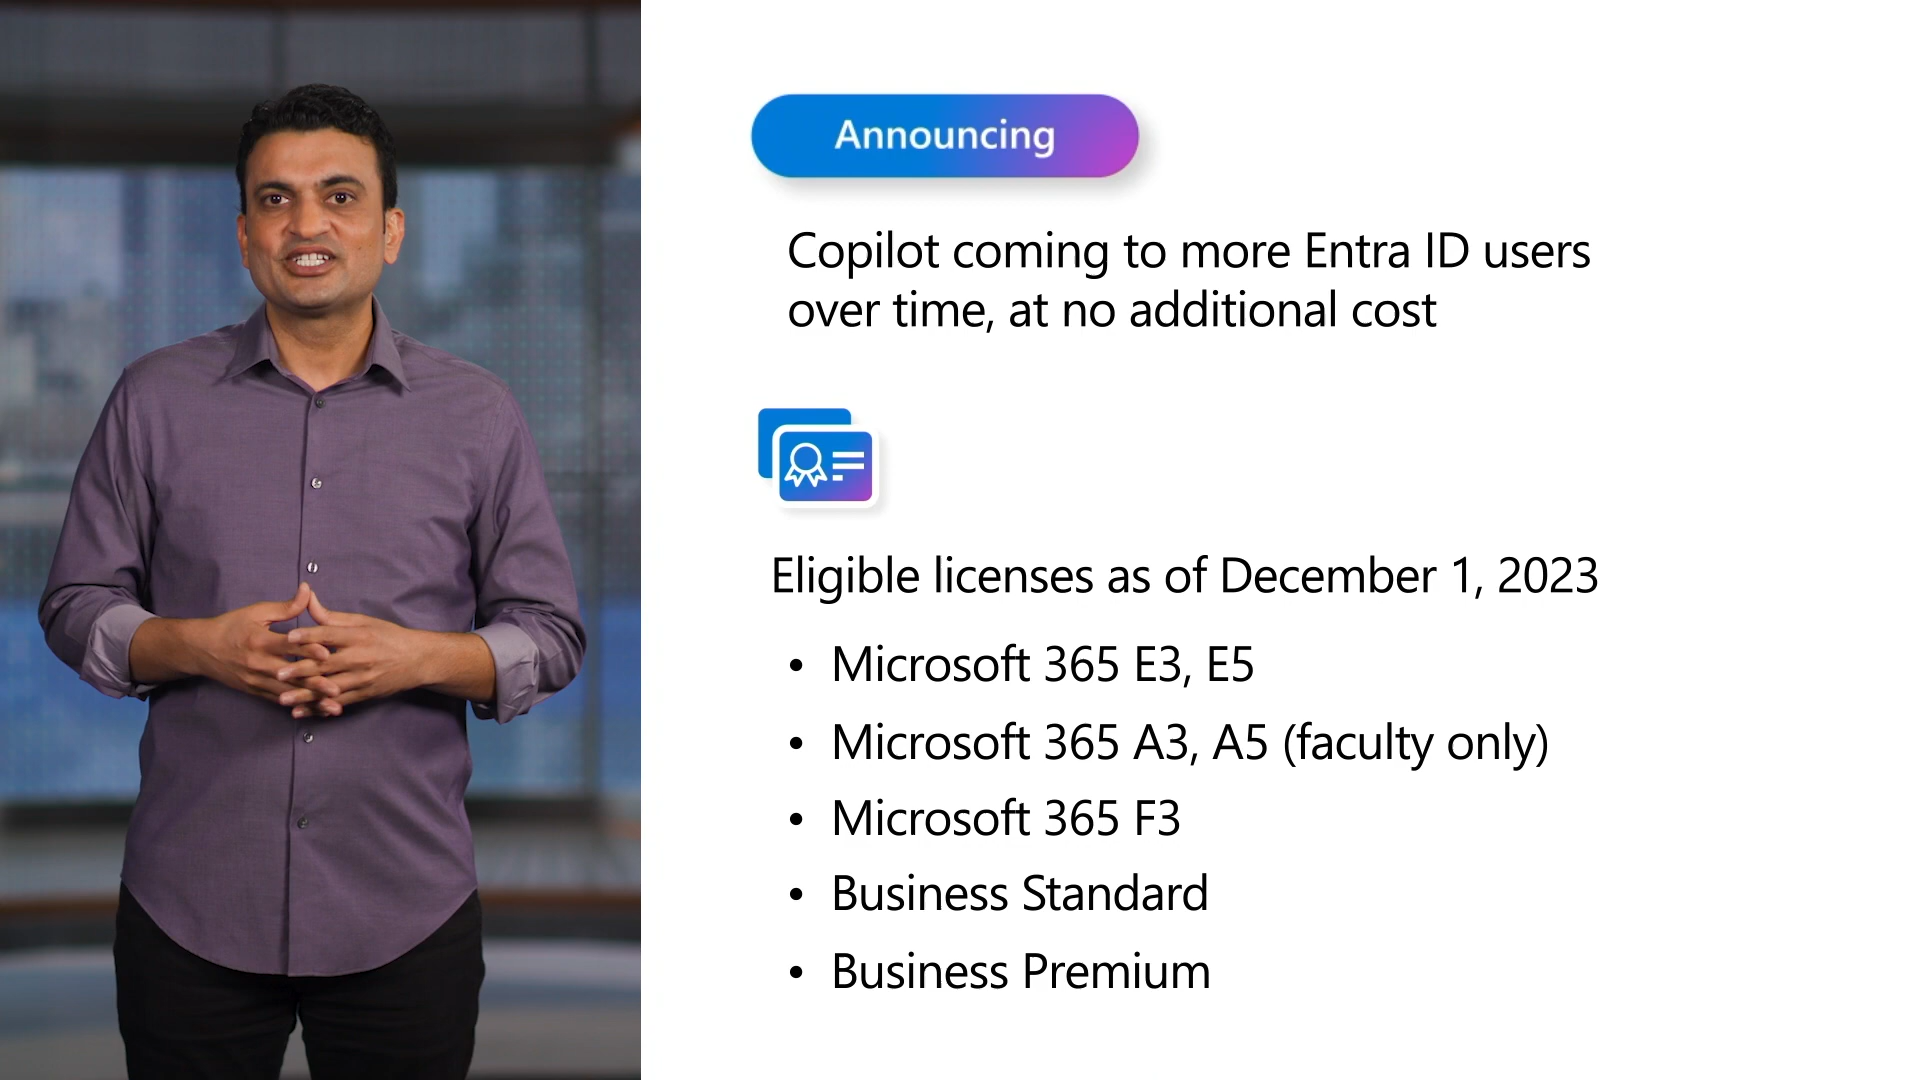 Announcing
Copilot coming to more Entra ID users
over time, at no additional cost
Eligible licenses as of December 1, 2023
• Microsoft 365 E3, E5
• Microsoft 365 A3, A5 (faculty only)
• Microsoft 365 F3
• Business Standard
• Business Premium